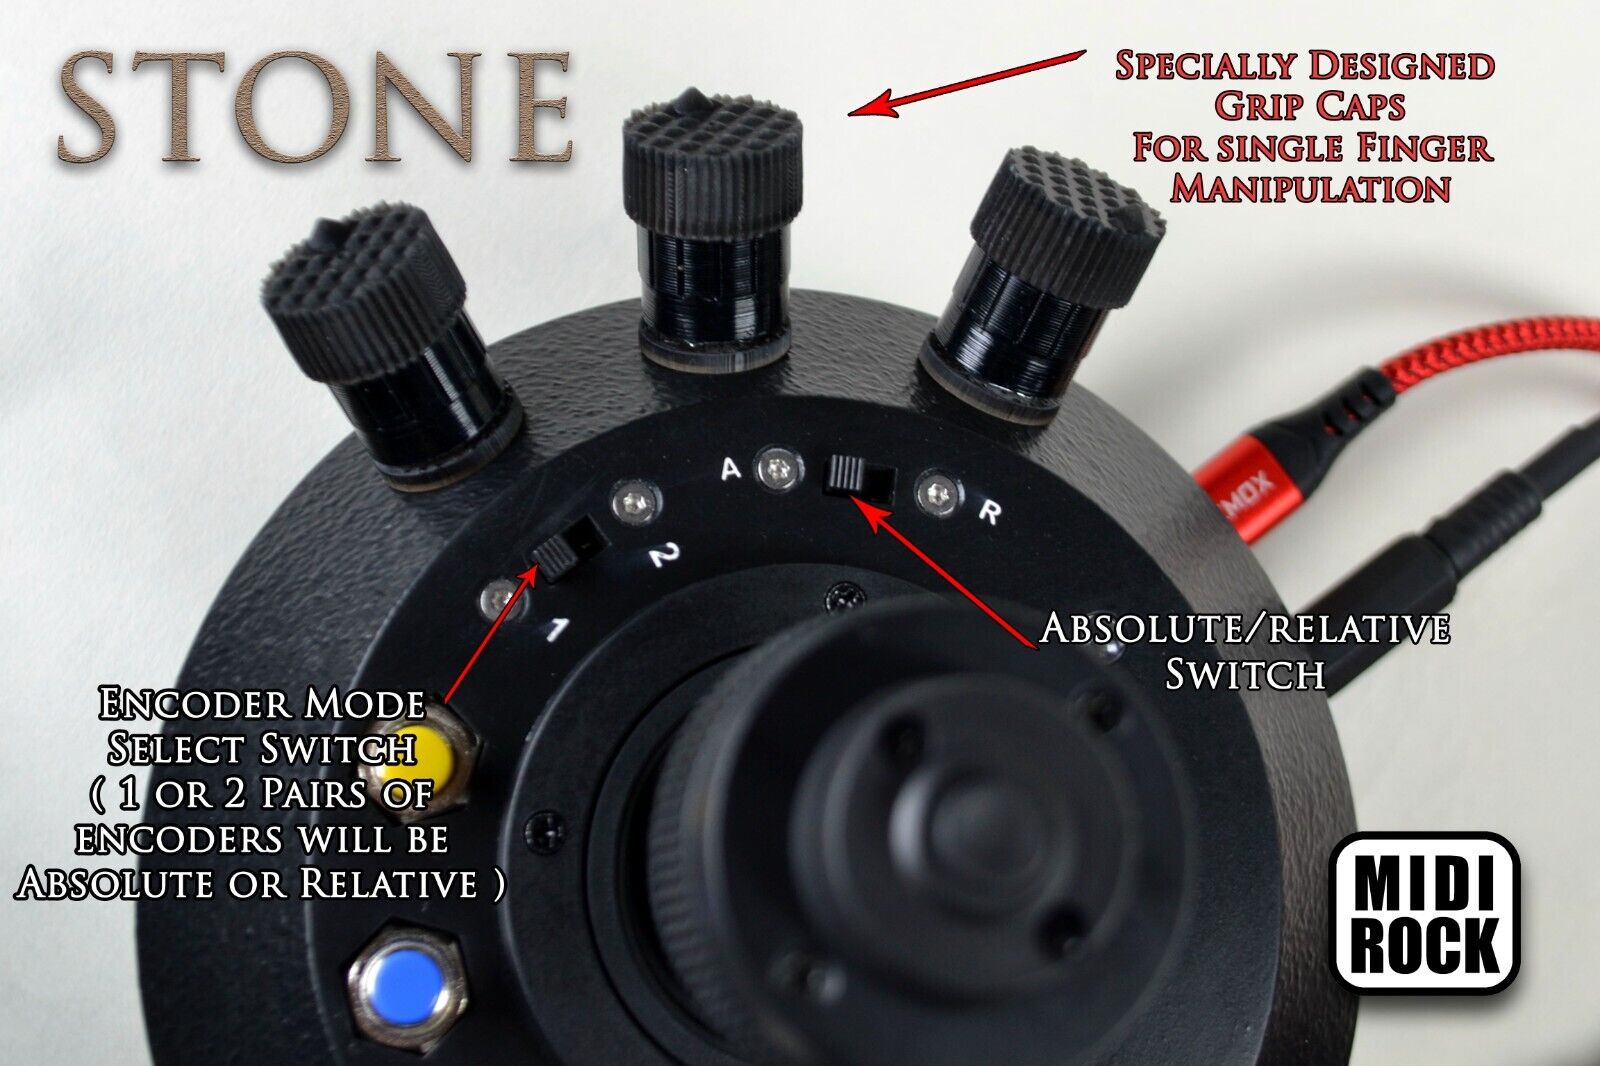 STONE
Specially Designed
Grip Caps
For single Finger
Manipulation
A
R
2
1
MOX
Absolute/relative
Switch
Encoder Mode
Select Switch
( 1 or 2 Pairs of
encoders will be
Absolute or Relative )
MIDI
ROCK